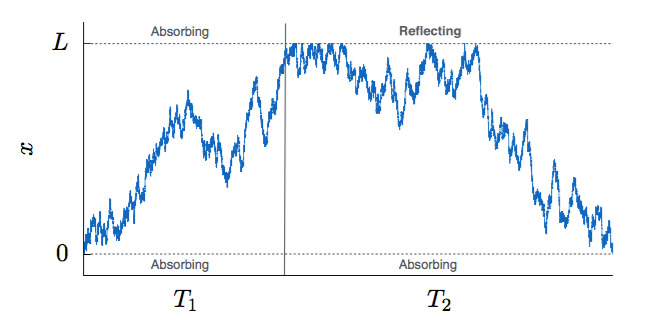 Absorbing Reflecting
L
x
0
Absorbing Absorbing
T₁ T₂